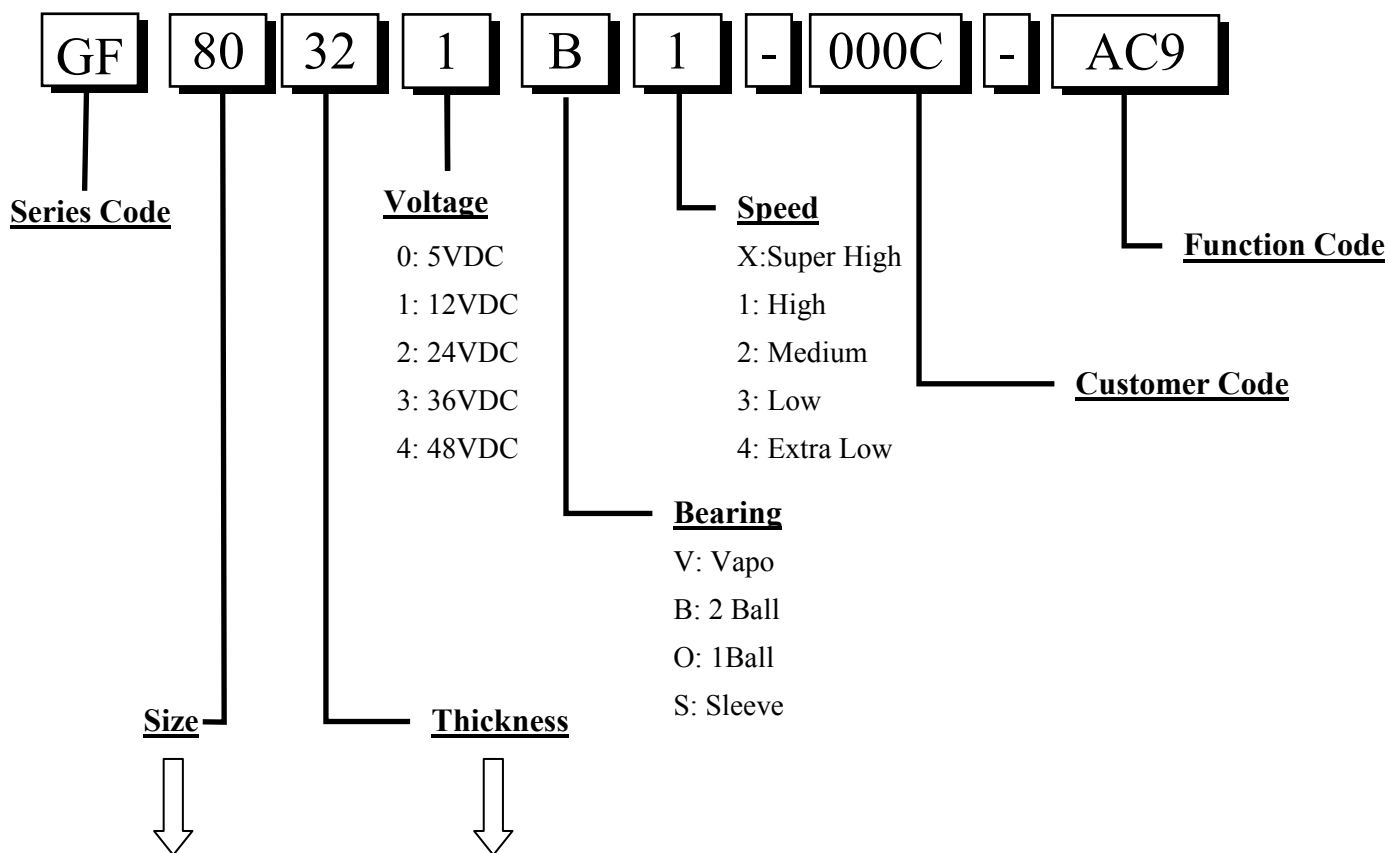 GF 80 32 1 B 1 - 000C - AC9
Series Code
Voltage
0: 5VDC
1: 12VDC
2: 24VDC
3: 36VDC
4: 48VDC
Speed
X:Super High
1: High
2: Medium
3: Low
4: Extra Low
Function Code
Customer Code
Bearing
V: Vapo
B: 2 Ball
O: 1Ball
S: Sleeve
Size
Thickness